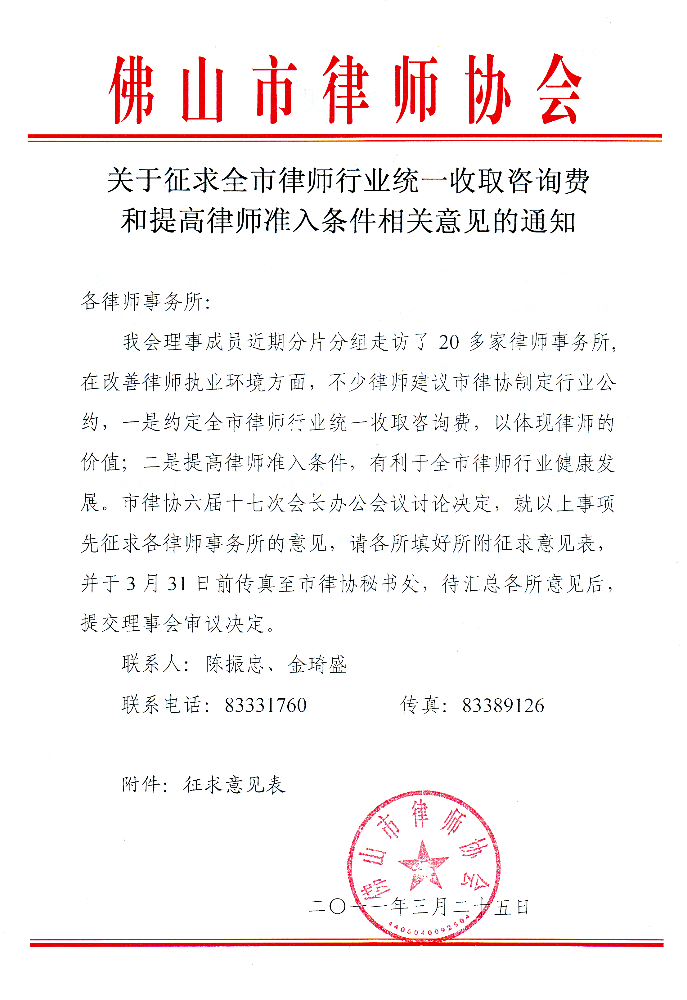 佛山市律师协会
关于征求全市律师行业统一收取咨询费
和提高律师准入条件相关意见的通知
各律师事务所：
我会理事成员近期分片分组走访了 20 多家律师事务所，
在改善律师执业环境方面，不少律师建议市律协制定行业公
约，一是约定全市律师行业统一收取咨询费，以体现律师的
价值；二是提高律师准入条件，有利于全市律师行业健康发
展。市律协六届十七次会长办公会议讨论决定，就以上事项
先征求各律师事务所的意见，请各所填好所附征求意见表，
并于 3 月 31 日前传真至市律协秘书处，待汇总各所意见后，
提交理事会审议决定。
联系人：陈振忠、金琦盛
联系电话：83331760 传真：83389126
附件：征求意见表
佛山市律师协会
二〇一一年三月二十五日
4406040092504